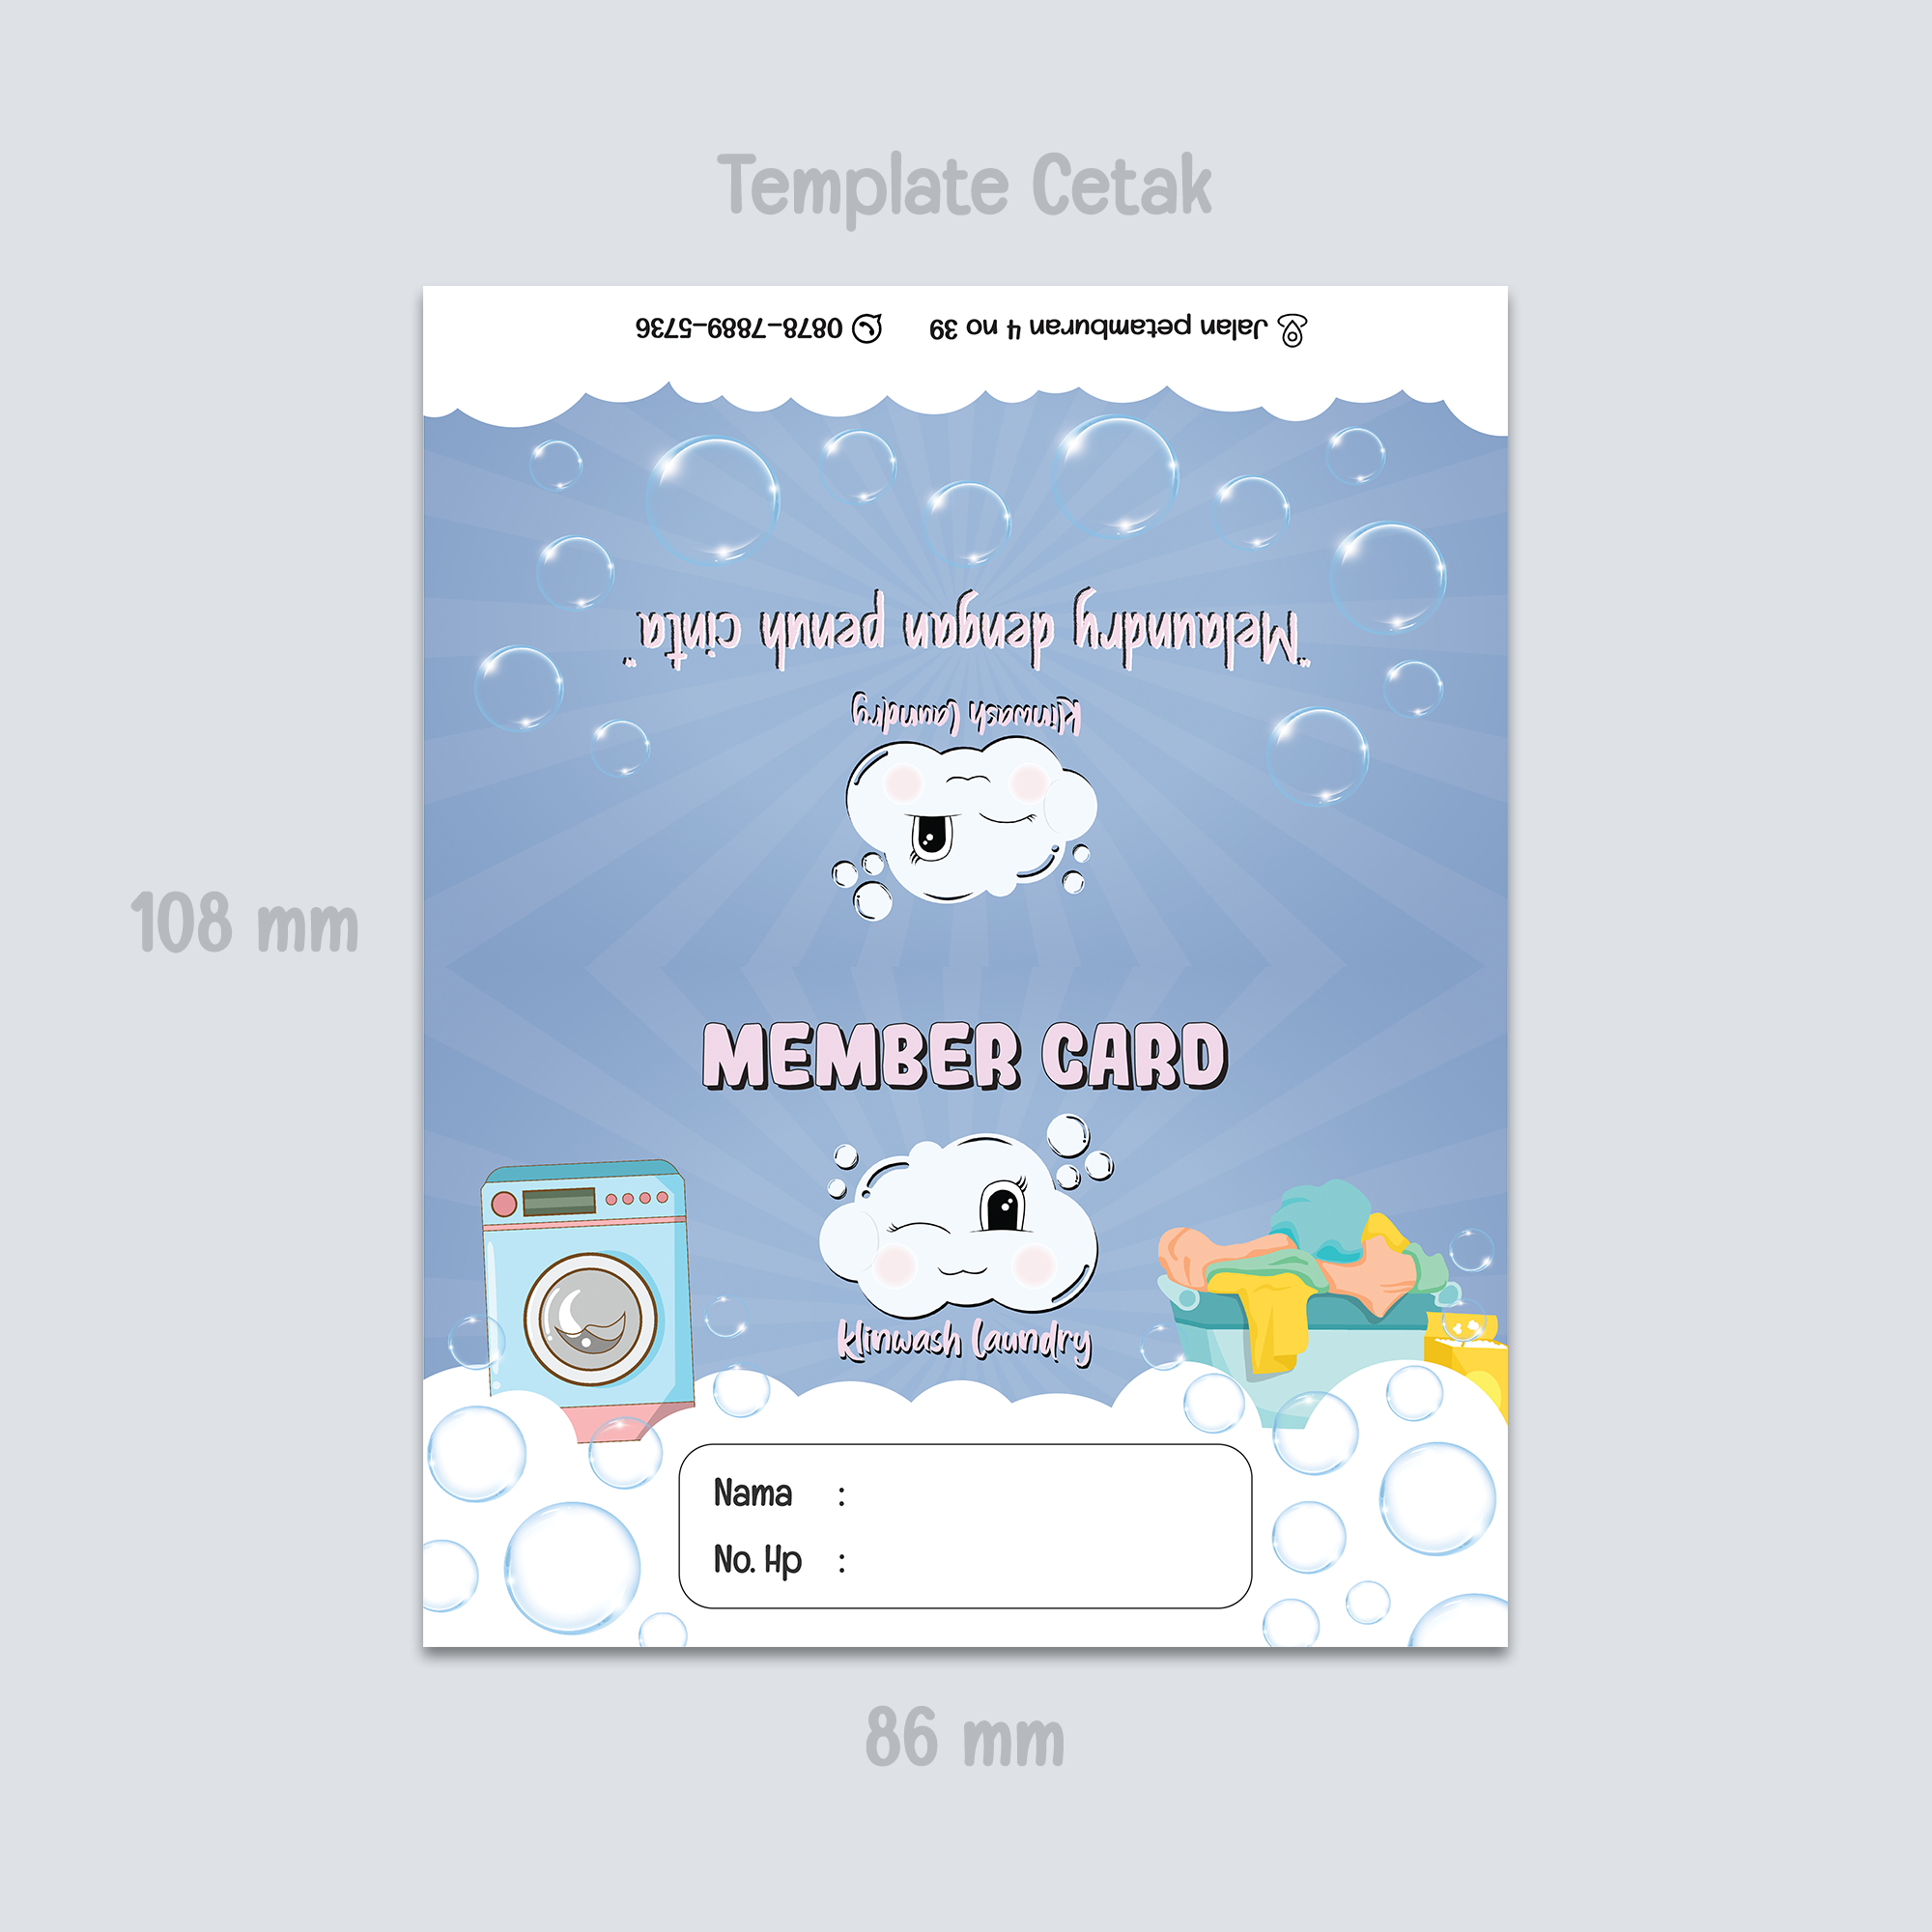 Template Cetak
Jalan petamburan 4 no 39 0878-7889-5736
"Melaundry dengan penuh cinta"
klinwash laundry
108 mm
MEMBER CARD
klinwash laundry
Nama :
No. Hp :
86 mm